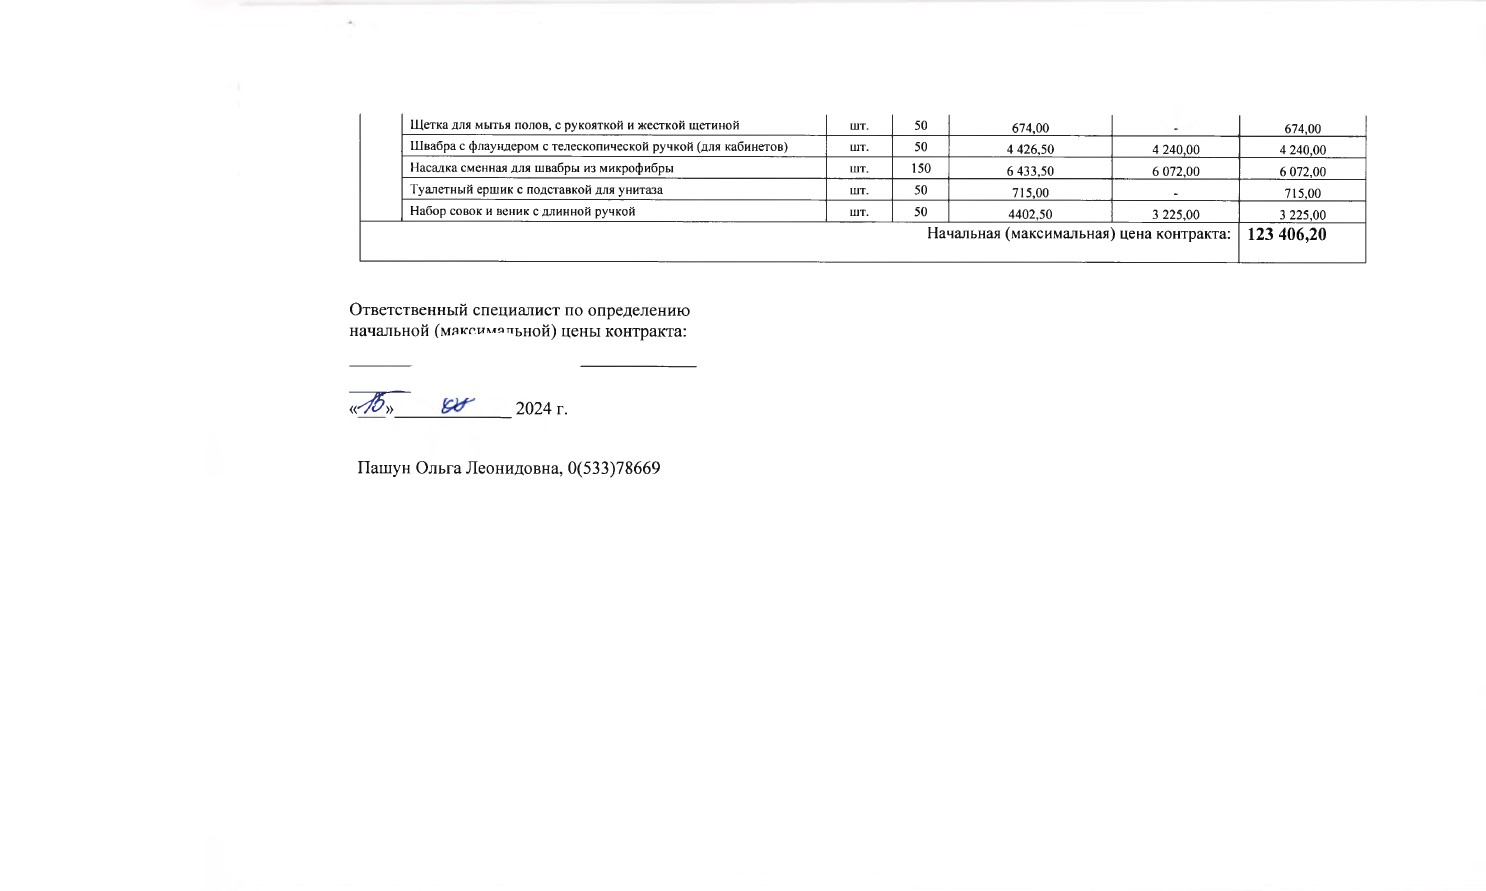 Щетка для мытья полов, с рукояткой и жесткой щетиной шт. 50 674,00 - 674,00
Швабра с флаундером с телескопической ручкой (для кабинетов) шт. 50 4 426,50 4 240,00 4 240,00
Насадка сменная для швабры из микрофибры шт. 150 6 433,50 6 072,00 6 072,00
Туалетный ершик с подставкой для унитаза шт. 50 715,00 - 715,00
Набор совок и веник с длинной ручкой шт. 50 4402,50 3 225,00 3 225,00
Начальная (максимальная) цена контракта: 123 406,20
Ответственный специалист по определению
начальной (максимальной) цены контракта:
«15» 2024 г.
Пашун Ольга Леонидовна, 0(533)78669